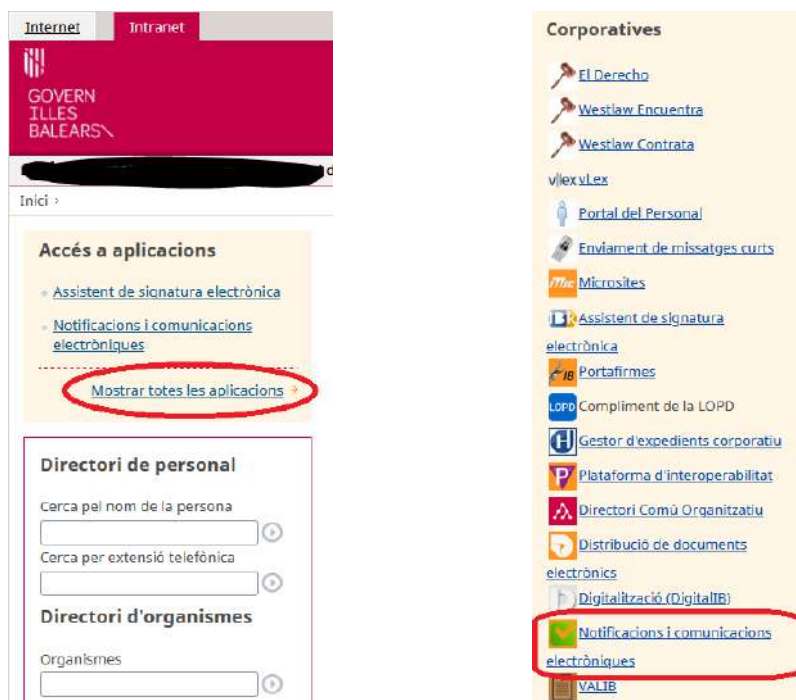 Internet
Intranet
GOVERN
ILLES
BALEARS
Inici
Accés a aplicacions
Assistent de signatura electrònica
Notificacions i comunicacions
electròniques
Mostrar totes les aplicacions
Directori de personal
Cerca pel nom de la persona
Cerca per extensió telefònica
Directori d'organismes
Organismes
Corporatives
El Derecho
Westlaw Encuentra
Westlaw Contrata
v|lex vLex
Portal del Personal
Enviament de missatges curts
Microsites
Assistent de signatura
electrònica
IB Portafirmes
LOPD Compliment de la LOPD
Gestor d'expedients corporatiu
Plataforma d'interoperabilitat
Directori Comú Organitzatiu
Distribució de documents
electrònics
Digitalització (DigitalIB)
Notificacions i comunicacions
electròniques
VALIB